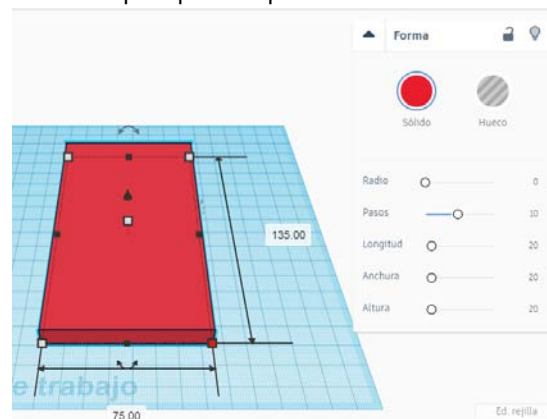 Forma
Sólido Hueco
Radio 0
Pasos 10
Longitud 20
Anchura 20
Altura 20
135.00
e trabajo
75.00
Ed. rejilla